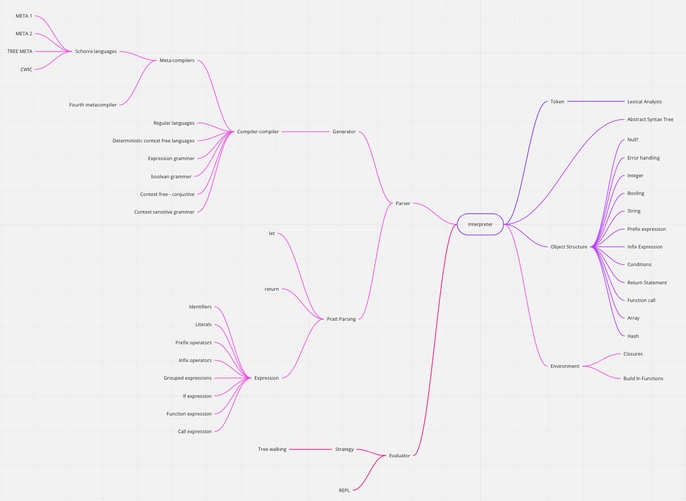 META 1
META 2
TREE META
CWIC
Schorre languages
Fourth metacompiler
Meta-compilers
Regular languages
Deterministic context free languages
Expression grammer
boolean grammer
Context free - conjuctive
Context sensitive grammer
Compiler-compiler
Generator
Parser
let
return
Identifiers
Literals
Prefix operators
Infix operators
Grouped expressions
If expression
Function expression
Call expression
Expression
Pratt Parsing
Tree walking
Strategy
REPL
Evaluator
Interpreter
Token
Lexical Analysis
Abstract Syntax Tree
Object Structure
Null?
Error handling
Integer
Booling
String
Prefix expression
Infix Expression
Conditions
Return Statement
Function call
Array
Hash
Environment
Closures
Build In Functions